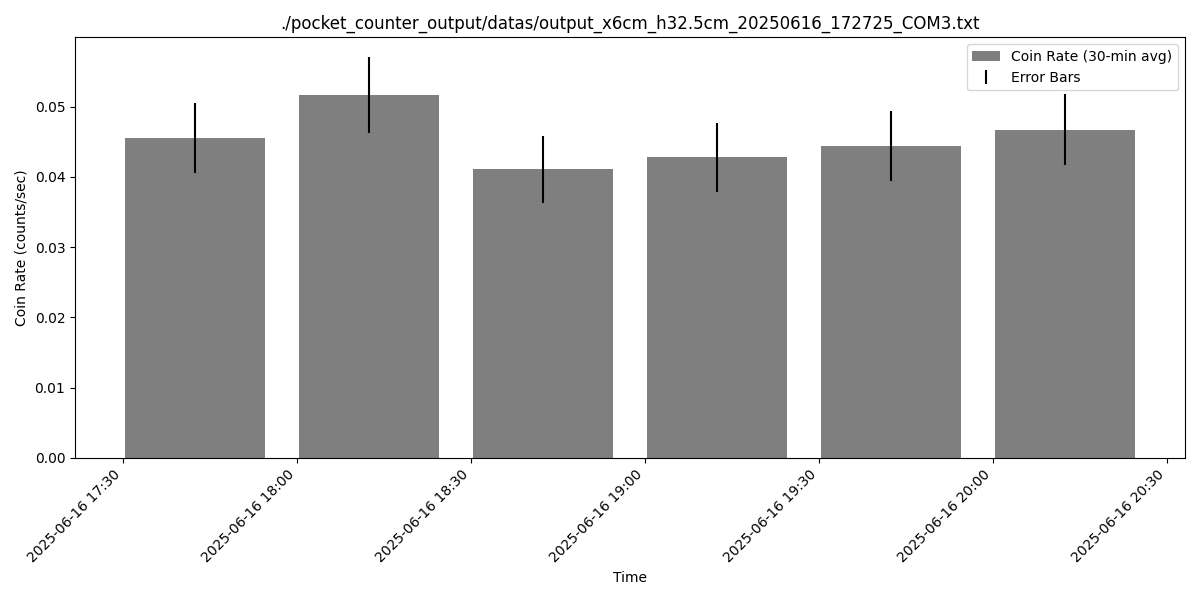 ./pocket_counter_output/datas/output_x6cm_h32.5cm_20250616_172725_COM3.txt
Coin Rate (30-min avg)
Error Bars
Coin Rate (counts/sec)
0.05
0.04
0.03
0.02
0.01
0.00
2025-06-16 17:30
2025-06-16 18:00
2025-06-16 18:30
2025-06-16 19:00
2025-06-16 19:30
2025-06-16 20:00
2025-06-16 20:30
Time